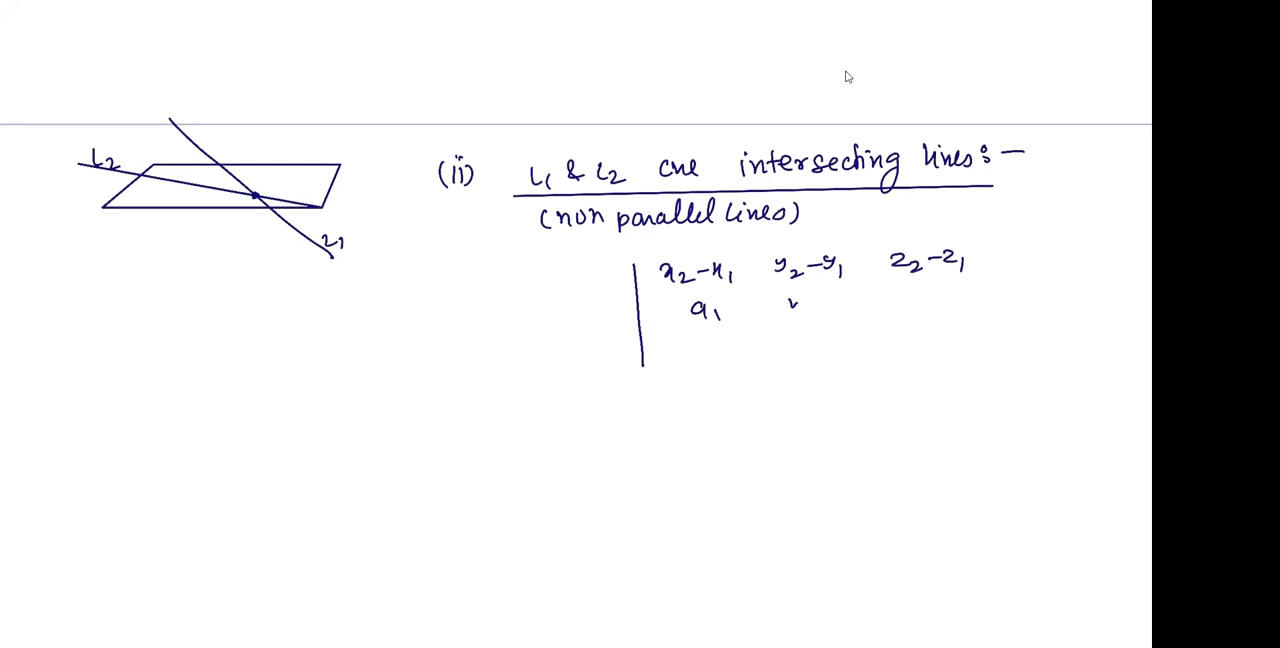 L2
L1
(ii) L1 & L2 are intersecting lines :-
(non parallel lines)
x2-x1 y2-y1 z2-z1
a1